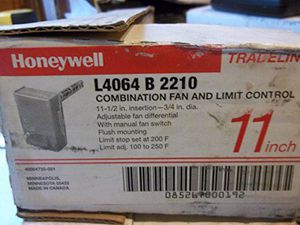 Honeywell
TRADELINE
L4064 B 2210
COMBINATION FAN AND LIMIT CONTROL
11-1/2 in. insertion—3/4 in. dia.
Adjustable fan differential
With manual fan switch
Flush mounting
Limit stop set at 200 F
Limit adj. 100 to 250 F
11 inch
MINNEAPOLIS,
MINNESOTA 55422
MADE IN CANADA